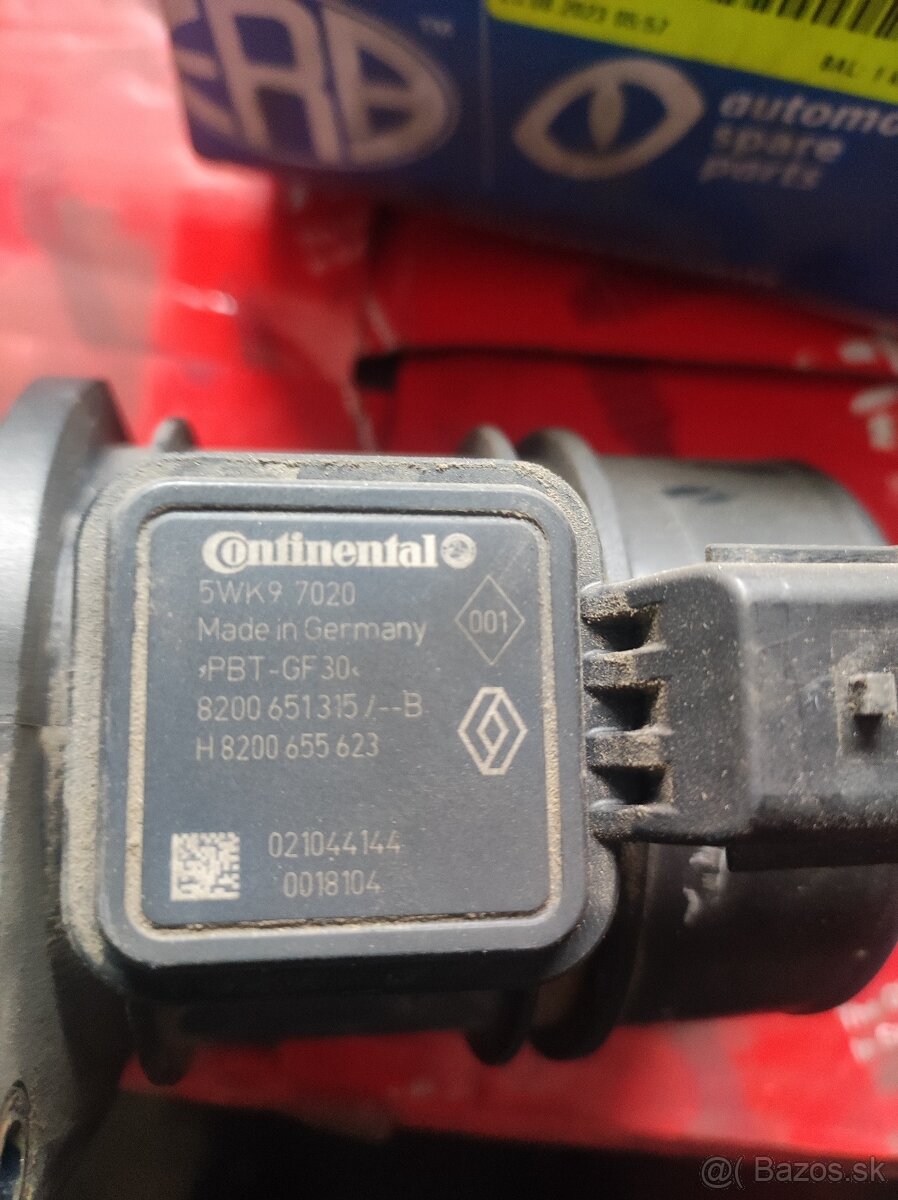 ERA™
automo
spare
parts
Continental
5WK9 7020
Made in Germany
001
›PBT-GF30‹
8200 651 315 /--B
H 8200 655 623
021044144
0018104
@( Bazos.sk